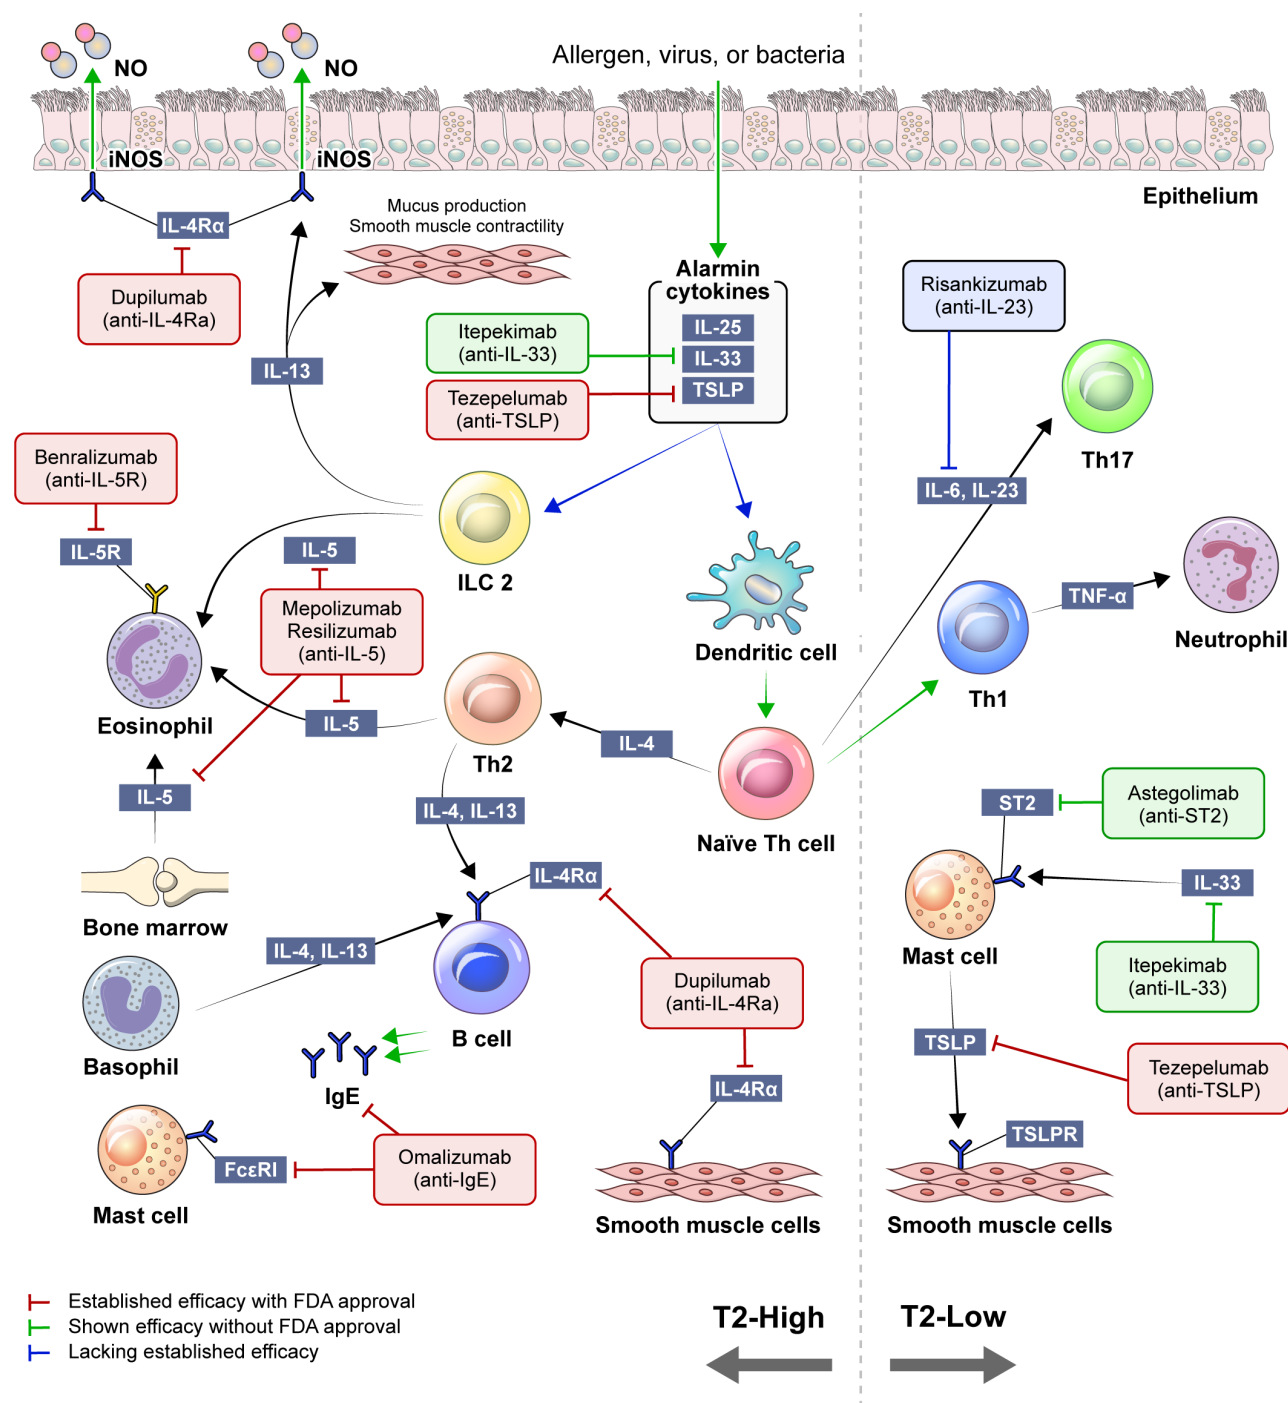 NO
NO
Allergen, virus, or bacteria
iNOS
iNOS
Epithelium
IL-4Rα
Mucus production
Smooth muscle contractility
Dupilumab
(anti-IL-4Ra)
IL-13
Alarmin
cytokines
IL-25
IL-33
TSLP
Itepekimab
(anti-IL-33)
Tezepelumab
(anti-TSLP)
Risankizumab
(anti-IL-23)
Th17
IL-6, IL-23
Benralizumab
(anti-IL-5R)
IL-5R
IL-5
ILC 2
Mepolizumab
Resilizumab
(anti-IL-5)
Dendritic cell
TNF-α
Neutrophil
Th1
Eosinophil
IL-5
Th2
IL-4
IL-5
IL-4, IL-13
Naïve Th cell
ST2
Astegolimab
(anti-ST2)
IL-4Rα
IL-33
Bone marrow
IL-4, IL-13
Mast cell
Itepekimab
(anti-IL-33)
Dupilumab
(anti-IL-4Ra)
B cell
Basophil
TSLP
IgE
IL-4Rα
Tezepelumab
(anti-TSLP)
TSLPR
Omalizumab
(anti-IgE)
FcεRI
Mast cell
Smooth muscle cells
Smooth muscle cells
Established efficacy with FDA approval
Shown efficacy without FDA approval
Lacking established efficacy
T2-High
T2-Low